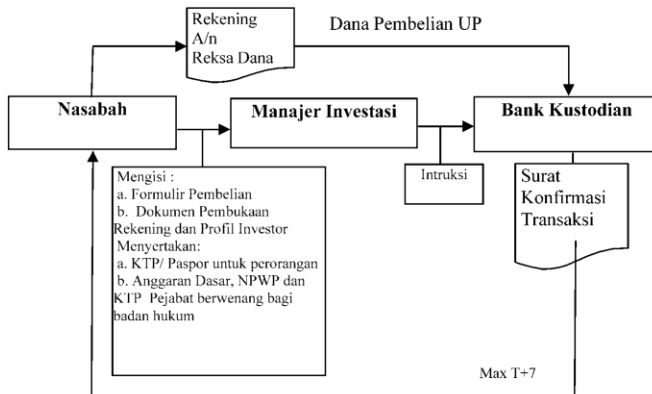 Rekening
A/n
Reksa Dana
Dana Pembelian UP
Nasabah
Manajer Investasi
Bank Kustodian
Mengisi :
a. Formulir Pembelian
b. Dokumen Pembukaan
Rekening dan Profil Investor
Menyertakan:
a. KTP/ Paspor untuk perorangan
b. Anggaran Dasar, NPWP dan
KTP Pejabat berwenang bagi
badan hukum
Intruksi
Surat
Konfirmasi
Transaksi
Max T+7